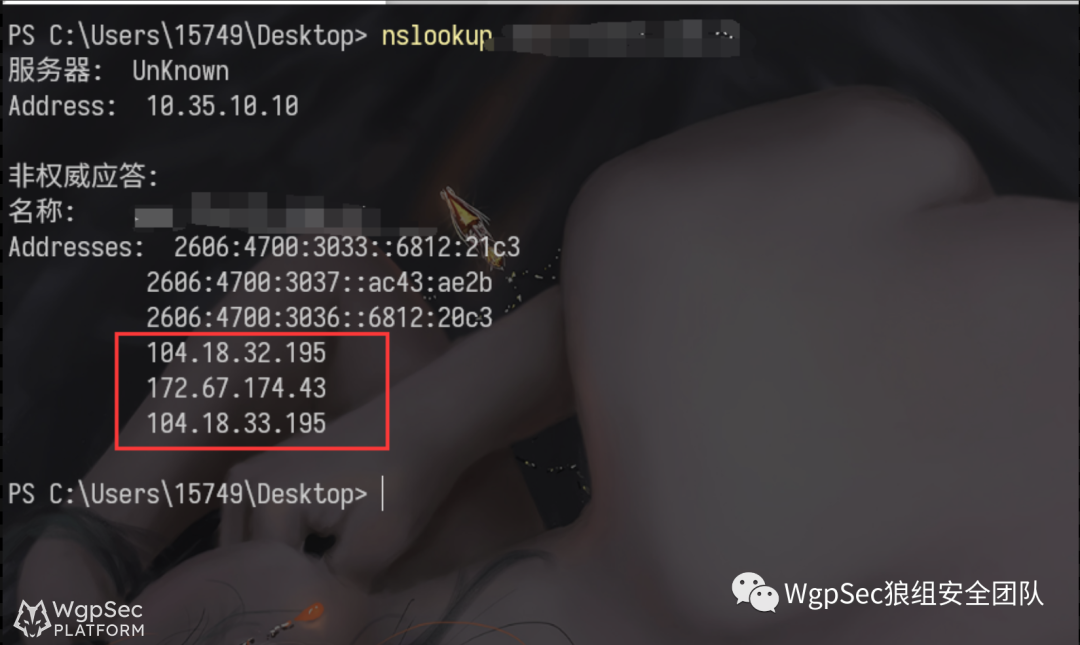 PS C:\Users\15749\Desktop> nslookup
服务器:  UnKnown
Address:  10.35.10.10
非权威应答:
名称:
Addresses:  2606:4700:3033::6812:21c3
2606:4700:3037::ac43:ae2b
2606:4700:3036::6812:20c3
104.18.32.195
172.67.174.43
104.18.33.195
PS C:\Users\15749\Desktop>
WgpSec狼组安全团队
WgpSec
PLATFORM